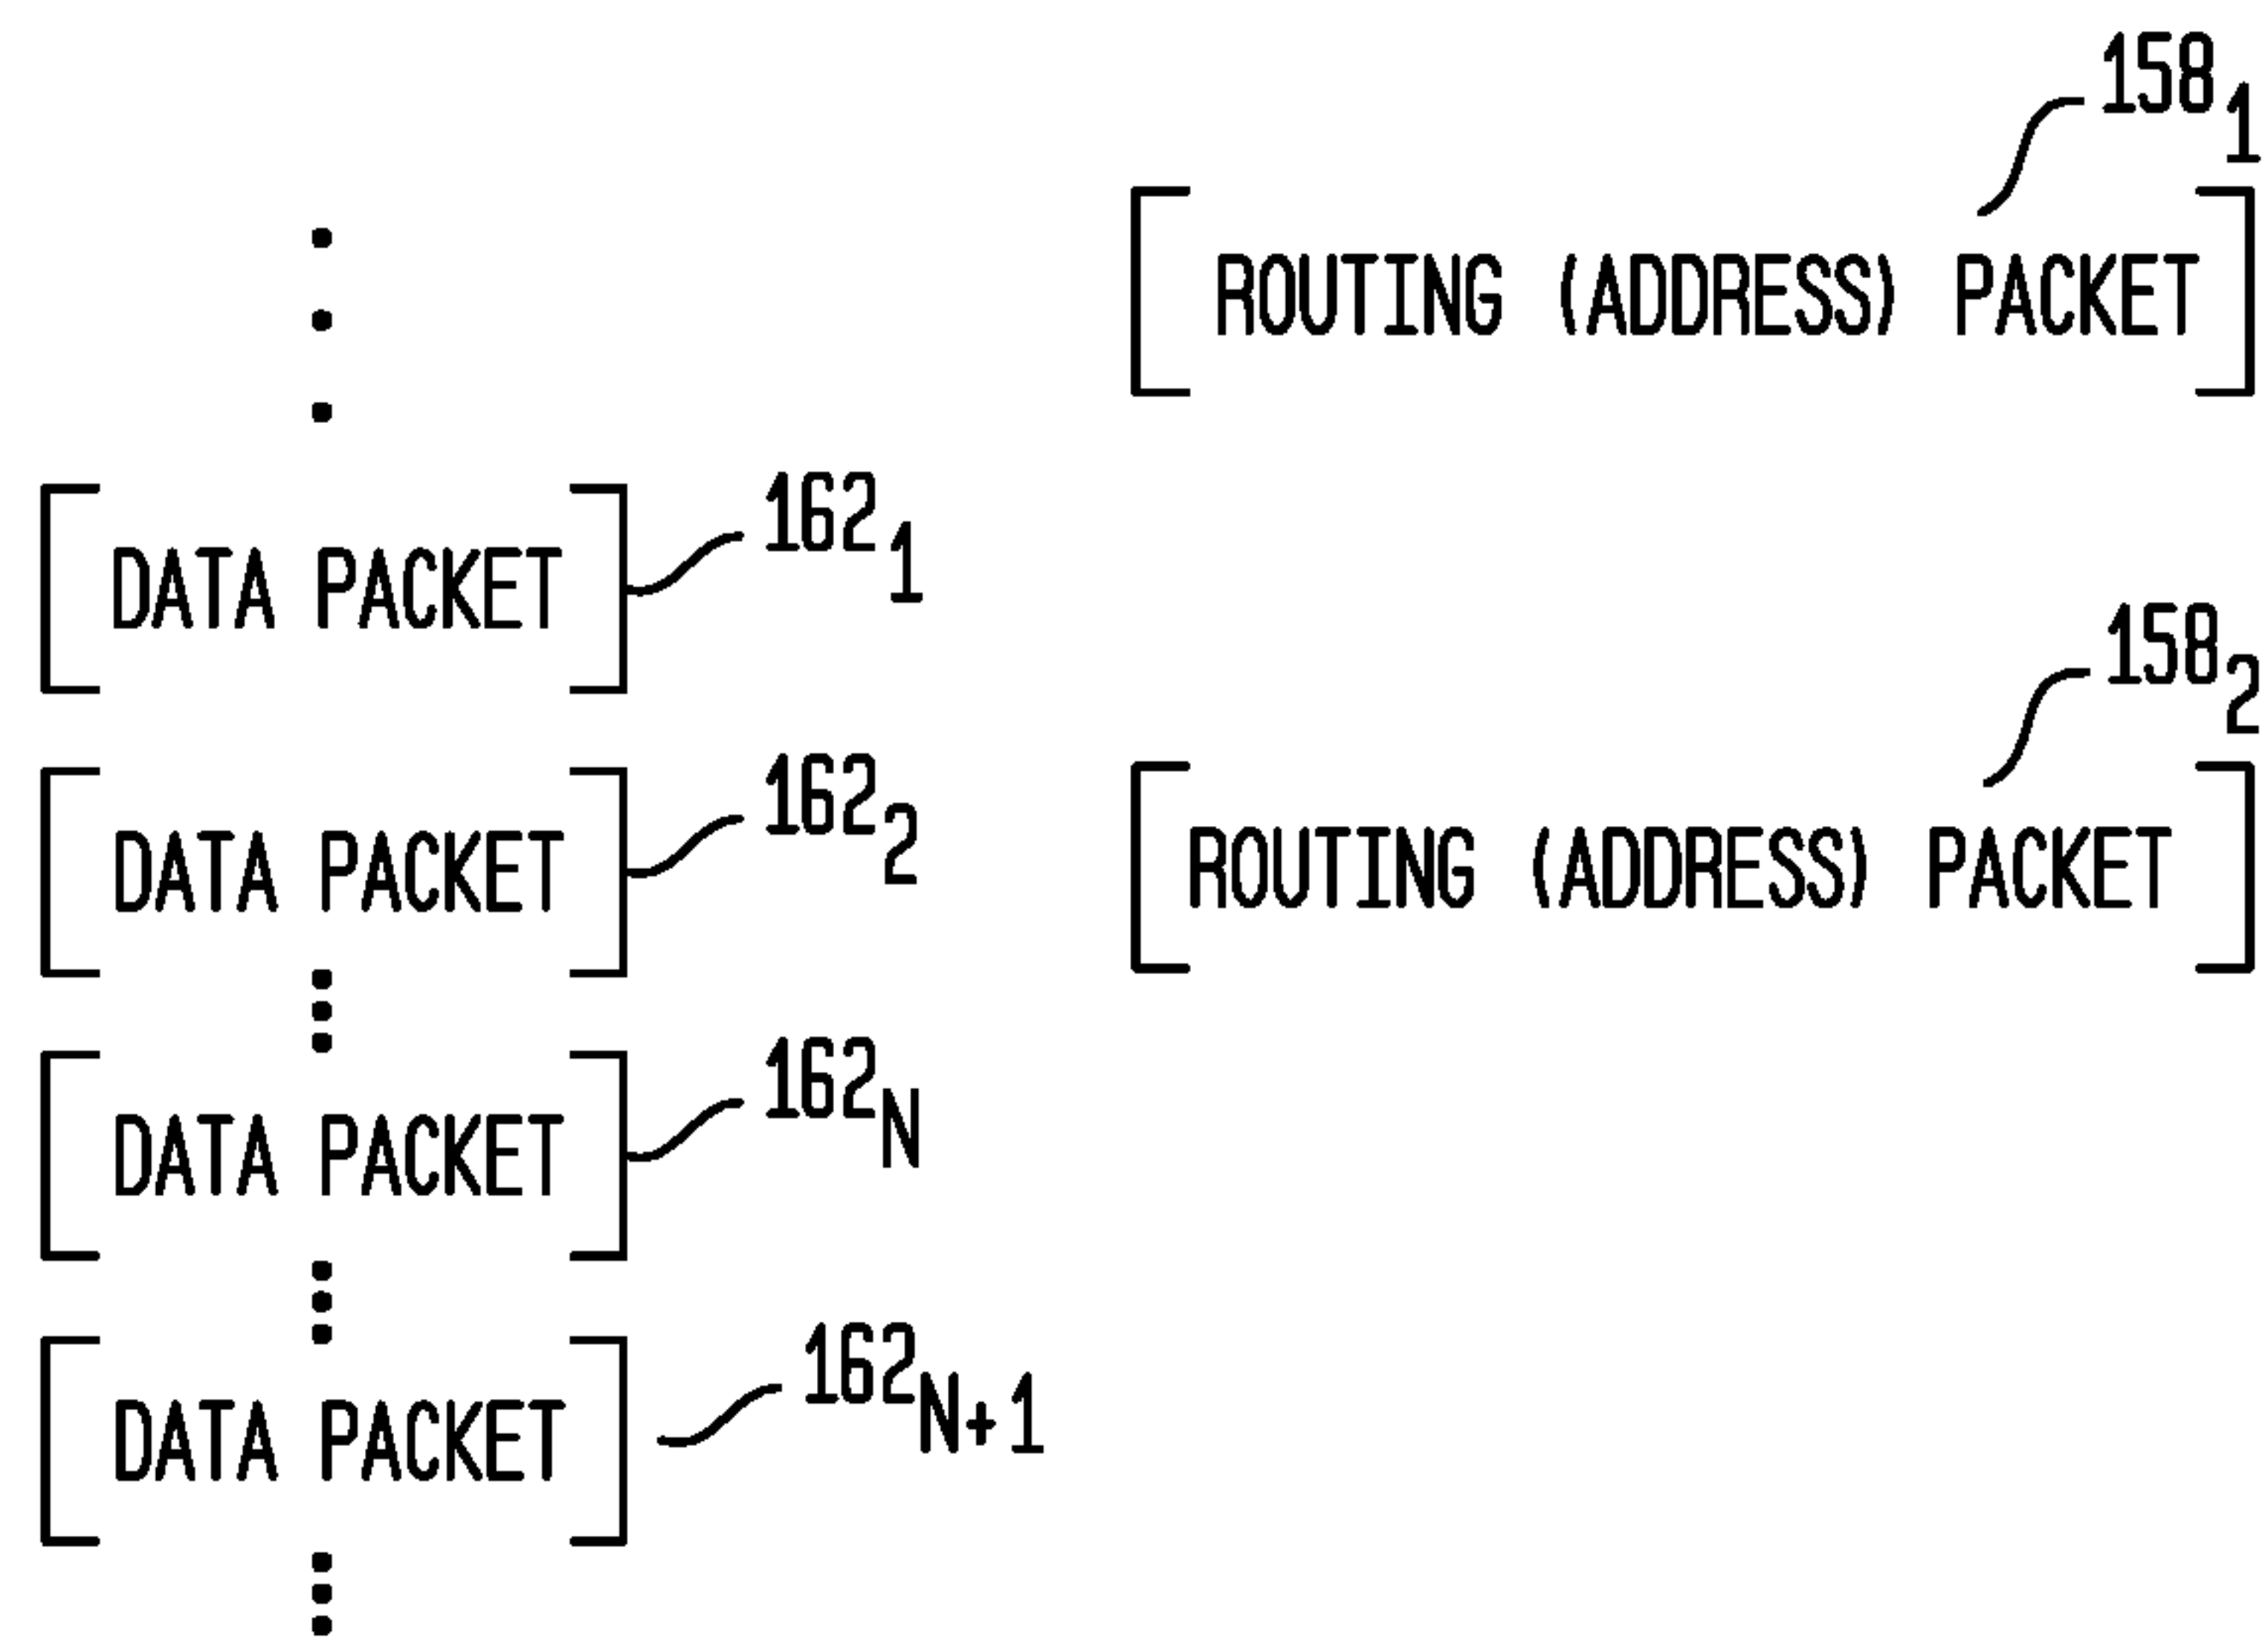 158₁
ROUTING (ADDRESS) PACKET
162₁
DATA PACKET
158₂
162₂
DATA PACKET
ROUTING (ADDRESS) PACKET
162N
DATA PACKET
162N+1
DATA PACKET